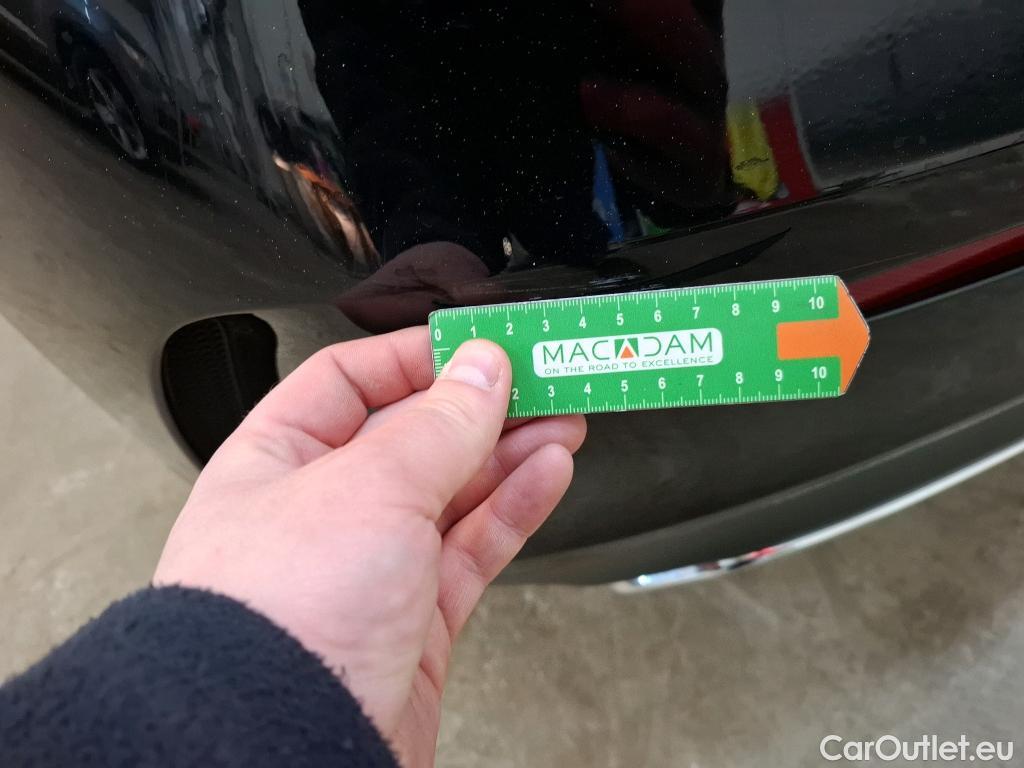 0 1 2 3 4 5 6 7 8 9 10
MACADAM
ON THE ROAD TO EXCELLENCE
2 3 4 5 6 7 8 9 10
CarOutlet.eu